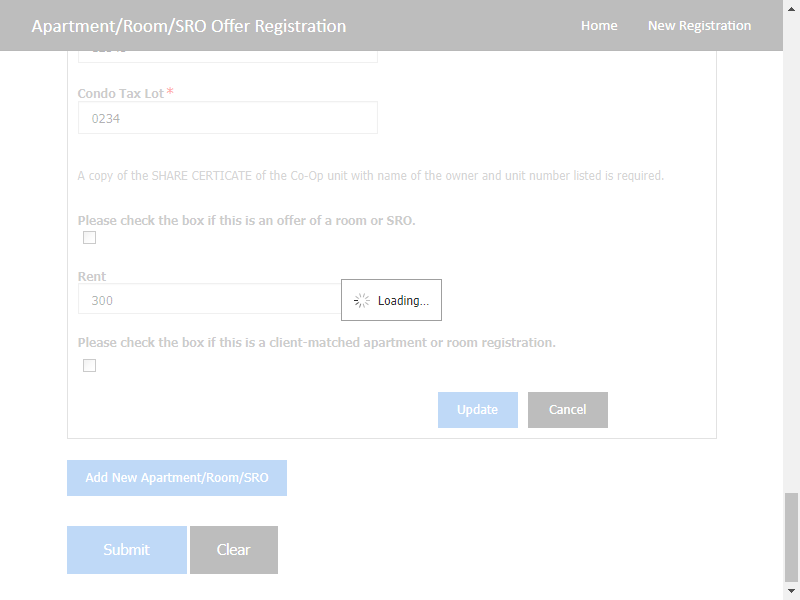 Apartment/Room/SRO Offer Registration
Home
New Registration
Condo Tax Lot*
0234
A copy of the SHARE CERTICATE of the Co-Op unit with name of the owner and unit number listed is required.
Please check the box if this is an offer of a room or SRO.
Rent
300
Loading...
Please check the box if this is a client-matched apartment or room registration.
Update
Cancel
Add New Apartment/Room/SRO
Submit
Clear